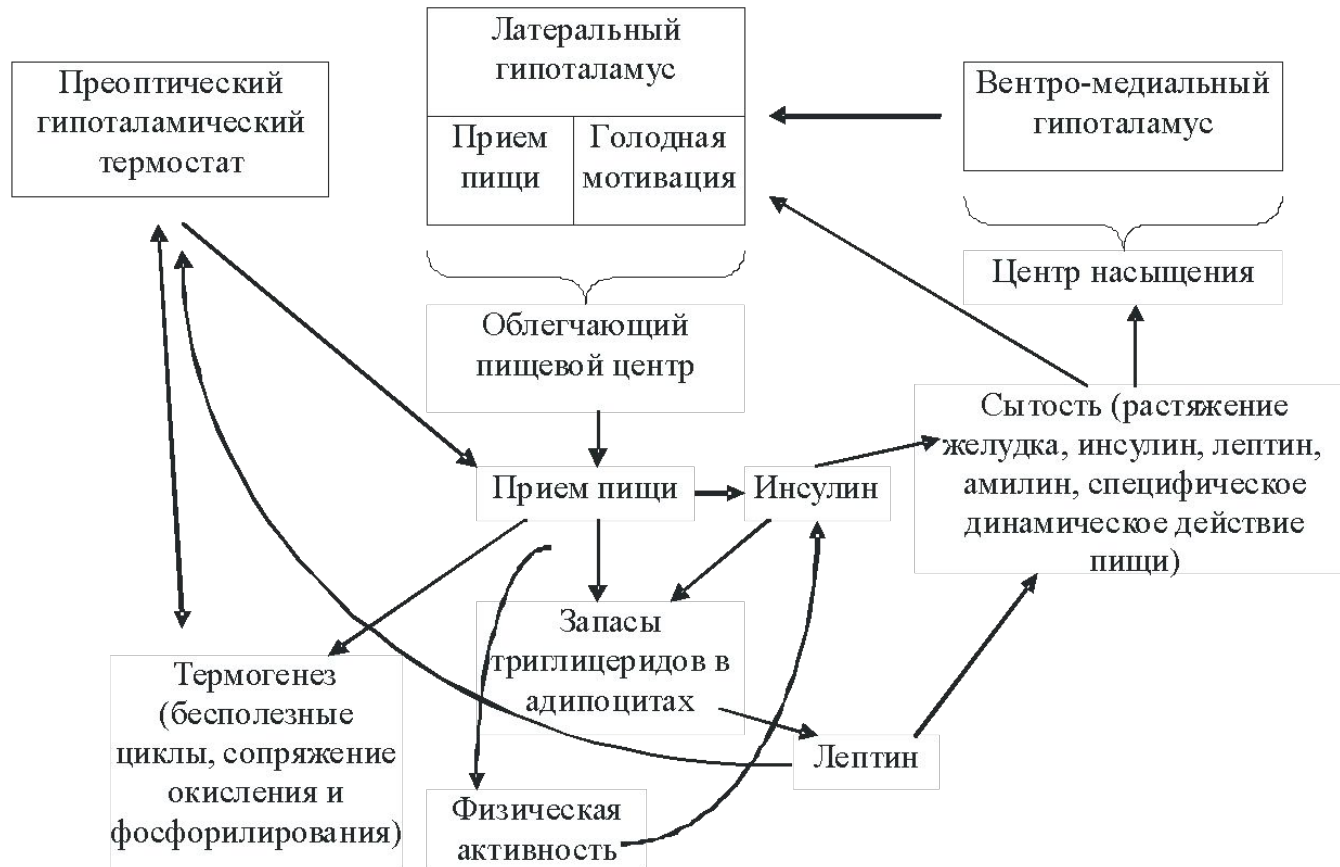 Преоптический
гипоталамический
термостат
Латеральный
гипоталамус
Прием
пищи
Голодная
мотивация
Вентро-медиальный
гипоталамус
Центр насыщения
Облегчающий
пищевой центр
Сытость (растяжение
желудка, инсулин, лептин,
амилин, специфическое
динамическое действие
пищи)
Прием пищи
Инсулин
Запасы
триглицеридов в
адипоцитах
Термогенез
(бесполезные
циклы, сопряжение
окисления и
фосфорилирования)
Лептин
Физическая
активность